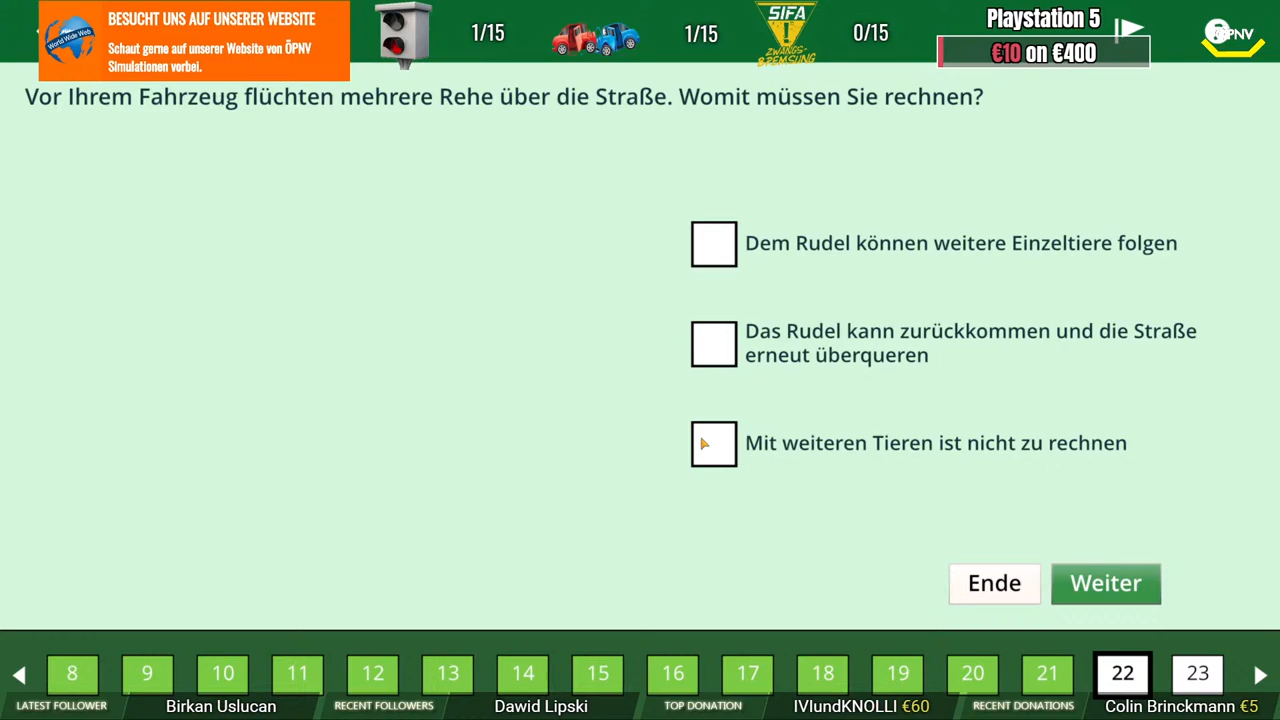 BESUCHT UNS AUF UNSERER WEBSITE
World Wide Web
Schaut gerne auf unserer Website von ÖPNV
Simulationen vorbei.
1/15
1/15
SIFA
ZWANGS-
BREMSUNG
0/15
Playstation 5
€10 on €400
ÖPNV
Vor Ihrem Fahrzeug flüchten mehrere Rehe über die Straße. Womit müssen Sie rechnen?
Dem Rudel können weitere Einzeltiere folgen
Das Rudel kann zurückkommen und die Straße
erneut überqueren
Mit weiteren Tieren ist nicht zu rechnen
Ende Weiter
8 9 10 11 12 13 14 15 16 17 18 19 20 21 22 23
LATEST FOLLOWER Birkan Uslucan RECENT FOLLOWERS Dawid Lipski TOP DONATION IVIundKNOLLI €60 RECENT DONATIONS Colin Brinckmann €5